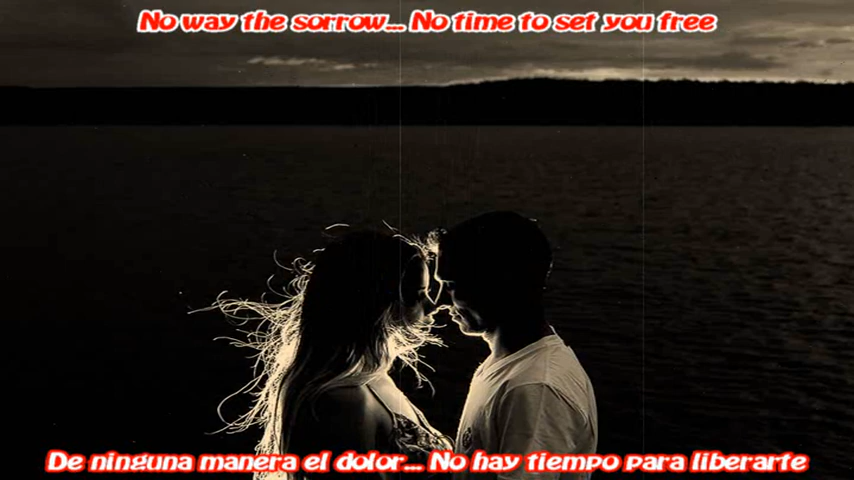 No way the sorrow... No time to set you free
De ninguna manera el dolor... No hay tiempo para liberarte